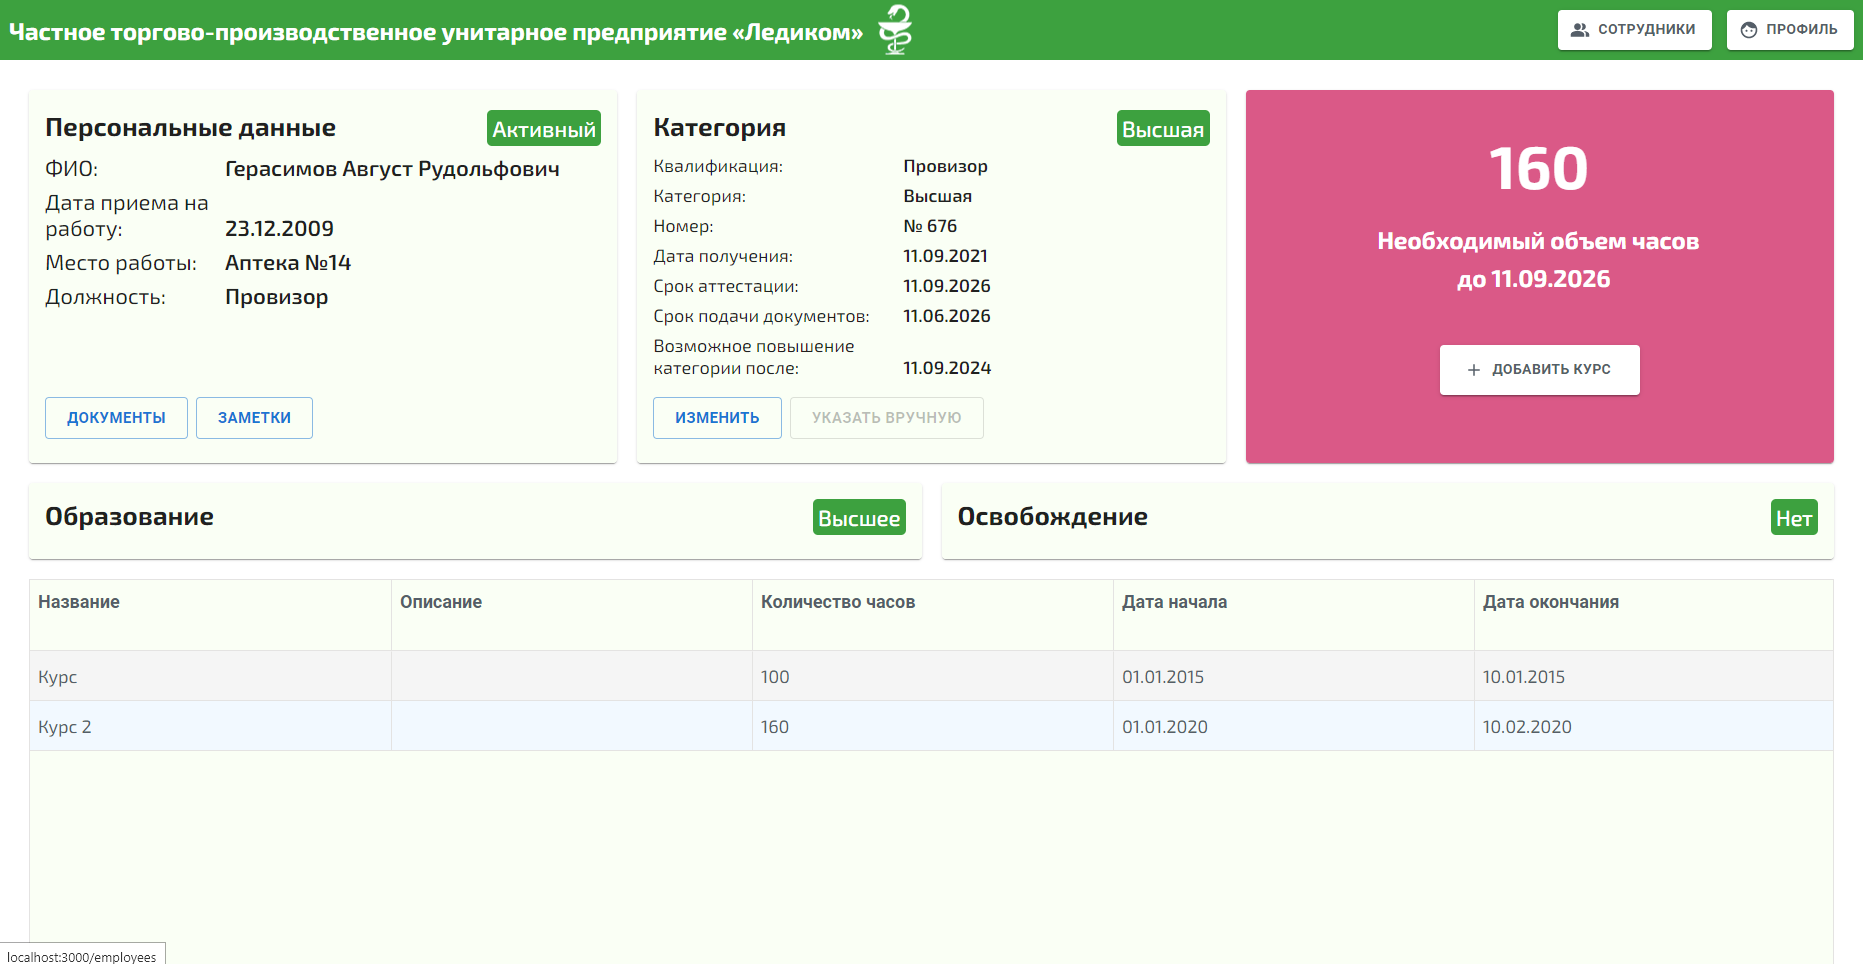 Частное торгово-производственное унитарное предприятие «Ледиком»
СОТРУДНИКИ
ПРОФИЛЬ
Персональные данные
Активный
ФИО: Герасимов Август Рудольфович
Дата приема на
работу: 23.12.2009
Место работы: Аптека №14
Должность: Провизор
ДОКУМЕНТЫ
ЗАМЕТКИ
Категория
Высшая
Квалификация: Провизор
Категория: Высшая
Номер: № 676
Дата получения: 11.09.2021
Срок аттестации: 11.09.2026
Срок подачи документов: 11.06.2026
Возможное повышение
категории после: 11.09.2024
ИЗМЕНИТЬ
УКАЗАТЬ ВРУЧНУЮ
160
Необходимый объем часов
до 11.09.2026
+ ДОБАВИТЬ КУРС
Образование
Высшее
Освобождение
Нет
Название Описание Количество часов Дата начала Дата окончания
Курс 100 01.01.2015 10.01.2015
Курс 2 160 01.01.2020 10.02.2020
localhost:3000/employees